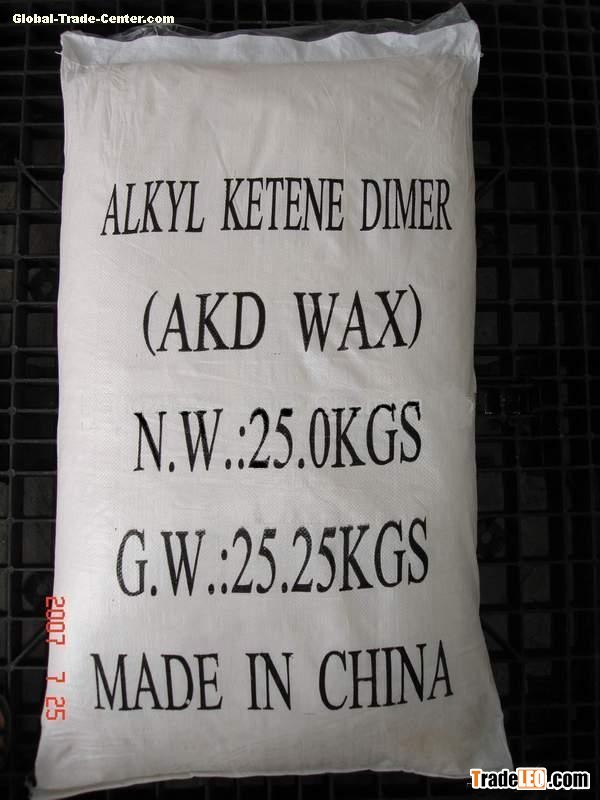 Global-Trade-Center.com
ALKYL KETENE DIMER
(AKD WAX)
N.W.:25.0KGS
G.W.:25.25KGS
MADE IN CHINA
2007 7 25
TradeLEO.com